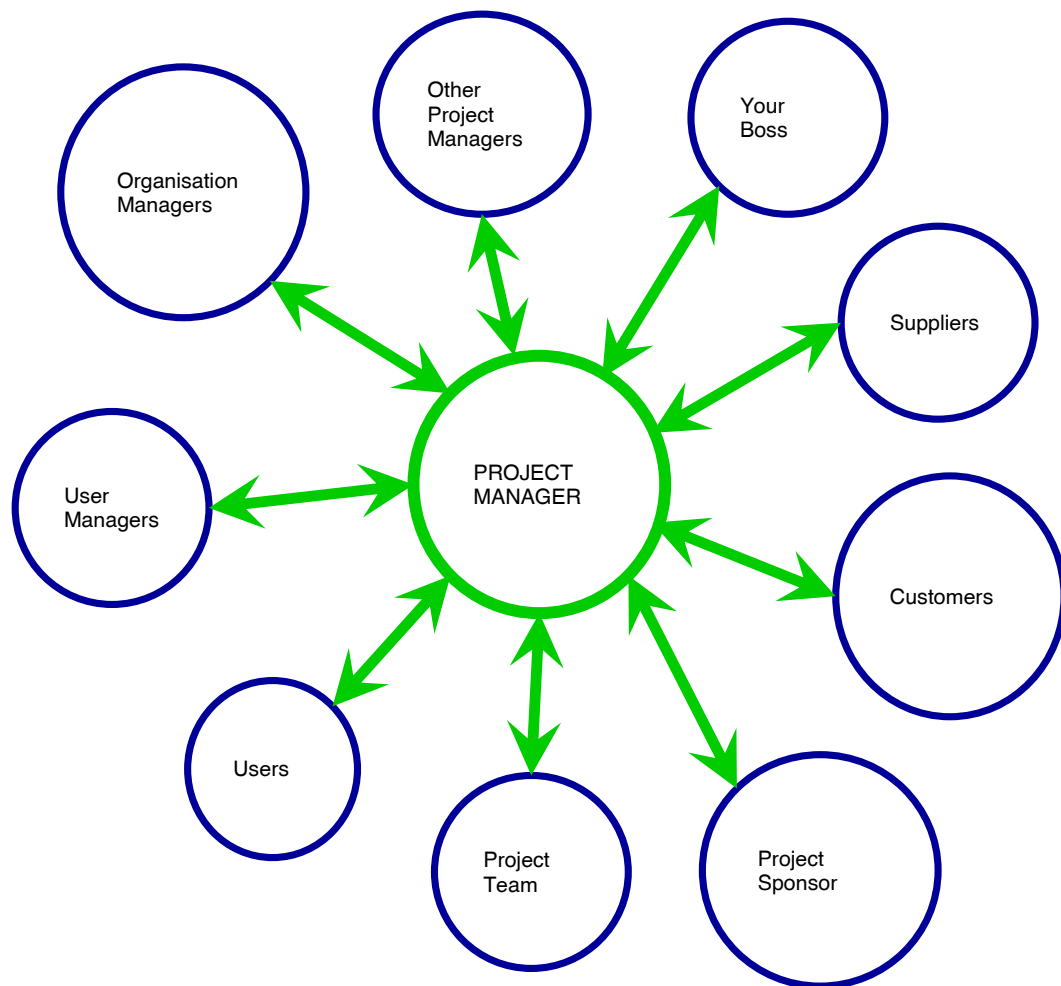 Other
Project
Managers
Your
Boss
Organisation
Managers
Suppliers
PROJECT
MANAGER
User
Managers
Customers
Users
Project
Team
Project
Sponsor